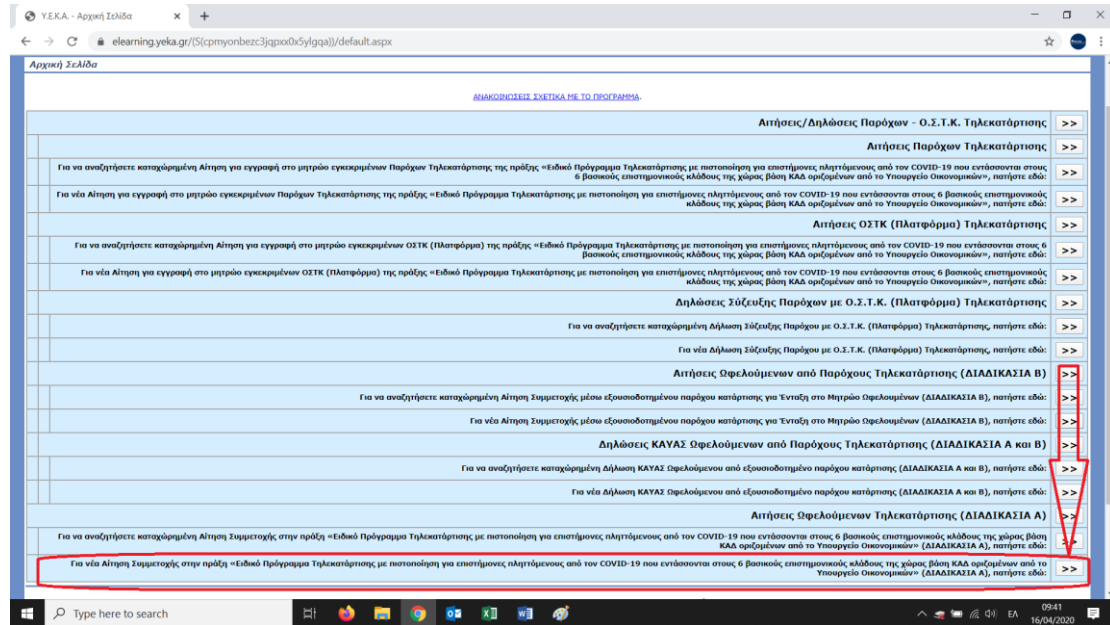 Υ.Ε.Κ.Α. - Αρχική Σελίδα
elearning.yeka.gr/(S(cpmyonbezc3jqpxx0x5ylgqa))/default.aspx
Αρχική Σελίδα
ΑΝΑΚΟΙΝΩΣΕΙΣ ΣΧΕΤΙΚΑ ΜΕ ΤΟ ΠΡΟΓΡΑΜΜΑ.
Αιτήσεις/Δηλώσεις Παρόχων - Ο.Σ.Τ.Κ. Τηλεκατάρτισης >>
Αιτήσεις Παρόχων Τηλεκατάρτισης >>
Για να αναζητήσετε καταχώρημένη Αίτηση για εγγραφή στο μητρώο εγκεκριμένων Παρόχων Τηλεκατάρτισης της πράξης «Ειδικό Πρόγραμμα Τηλεκατάρτισης με πιστοποίηση για επιστήμονες πληττόμενους από τον COVID-19 που εντάσσονται στους
6 βασικούς επιστημονικούς κλάδους της χώρας βάση ΚΑΔ οριζομένων από το Υπουργείο Οικονομικών», πατήστε εδώ: >>
Για νέα Αίτηση για εγγραφή στο μητρώο εγκεκριμένων Παρόχων Τηλεκατάρτισης της πράξης «Ειδικό Πρόγραμμα Τηλεκατάρτισης με πιστοποίηση για επιστήμονες πληττόμενους από τον COVID-19 που εντάσσονται στους 6 βασικούς επιστημονικούς
κλάδους της χώρας βάση ΚΑΔ οριζομένων από το Υπουργείο Οικονομικών», πατήστε εδώ: >>
Αιτήσεις ΟΣΤΚ (Πλατφόρμα) Τηλεκατάρτισης >>
Για να αναζητήσετε καταχώρημένη Αίτηση για εγγραφή στο μητρώο εγκεκριμένων ΟΣΤΚ (Πλατφόρμα) της πράξης «Ειδικό Πρόγραμμα Τηλεκατάρτισης με πιστοποίηση για επιστήμονες πληττόμενους από τον COVID-19 που εντάσσονται στους 6
βασικούς επιστημονικούς κλάδους της χώρας βάση ΚΑΔ οριζομένων από το Υπουργείο Οικονομικών», πατήστε εδώ: >>
Για νέα Αίτηση για εγγραφή στο μητρώο εγκεκριμένων ΟΣΤΚ (Πλατφόρμα) της πράξης «Ειδικό Πρόγραμμα Τηλεκατάρτισης με πιστοποίηση για επιστήμονες πληττόμενους από τον COVID-19 που εντάσσονται στους 6 βασικούς επιστημονικούς
κλάδους της χώρας βάση ΚΑΔ οριζομένων από το Υπουργείο Οικονομικών», πατήστε εδώ: >>
Δηλώσεις Σύζευξης Παρόχων με Ο.Σ.Τ.Κ. (Πλατφόρμα) Τηλεκατάρτισης >>
Για να αναζητήσετε καταχώρημένη Δήλωση Σύζευξης Παρόχου με Ο.Σ.Τ.Κ. (Πλατφόρμα) Τηλεκατάρτισης, πατήστε εδώ: >>
Για νέα Δήλωση Σύζευξης Παρόχου με Ο.Σ.Τ.Κ. (Πλατφόρμα) Τηλεκατάρτισης, πατήστε εδώ: >>
Αιτήσεις Ωφελούμενων από Παρόχους Τηλεκατάρτισης (ΔΙΑΔΙΚΑΣΙΑ Β) >>
Για να αναζητήσετε καταχώρημένη Αίτηση Συμμετοχής μέσω εξουσιοδοτημένου παρόχου κατάρτισης για Ένταξη στο Μητρώο Ωφελουμένων (ΔΙΑΔΙΚΑΣΙΑ Β), πατήστε εδώ: >>
Για νέα Αίτηση Συμμετοχής μέσω εξουσιοδοτημένου παρόχου κατάρτισης για Ένταξη στο Μητρώο Ωφελουμένων (ΔΙΑΔΙΚΑΣΙΑ Β), πατήστε εδώ: >>
Δηλώσεις ΚΑΥΑΣ Ωφελούμενων από Παρόχους Τηλεκατάρτισης (ΔΙΑΔΙΚΑΣΙΑ Α και Β) >>
Για να αναζητήσετε καταχώρημένη Δήλωση ΚΑΥΑΣ Ωφελούμενου από εξουσιοδοτημένο παρόχο κατάρτισης (ΔΙΑΔΙΚΑΣΙΑ Α και Β), πατήστε εδώ: >>
Για νέα Δήλωση ΚΑΥΑΣ Ωφελούμενου από εξουσιοδοτημένο παρόχο κατάρτισης (ΔΙΑΔΙΚΑΣΙΑ Α και Β), πατήστε εδώ: >>
Αιτήσεις Ωφελούμενων Τηλεκατάρτισης (ΔΙΑΔΙΚΑΣΙΑ Α) >>
Για να αναζητήσετε καταχώρημένη Αίτηση Συμμετοχής στην πράξη «Ειδικό Πρόγραμμα Τηλεκατάρτισης με πιστοποίηση για επιστήμονες πληττόμενους από τον COVID-19 που εντάσσονται στους 6 βασικούς επιστημονικούς κλάδους της χώρας βάση
ΚΑΔ οριζομένων από το Υπουργείο Οικονομικών» (ΔΙΑΔΙΚΑΣΙΑ Α), πατήστε εδώ: >>
Για νέα Αίτηση Συμμετοχής στην πράξη «Ειδικό Πρόγραμμα Τηλεκατάρτισης με πιστοποίηση για επιστήμονες πληττόμενους από τον COVID-19 που εντάσσονται στους 6 βασικούς επιστημονικούς κλάδους της χώρας βάση ΚΑΔ οριζομένων από το
Υπουργείο Οικονομικών» (ΔΙΑΔΙΚΑΣΙΑ Α), πατήστε εδώ: >>
Type here to search
ΕΛ
09:41
16/04/2020